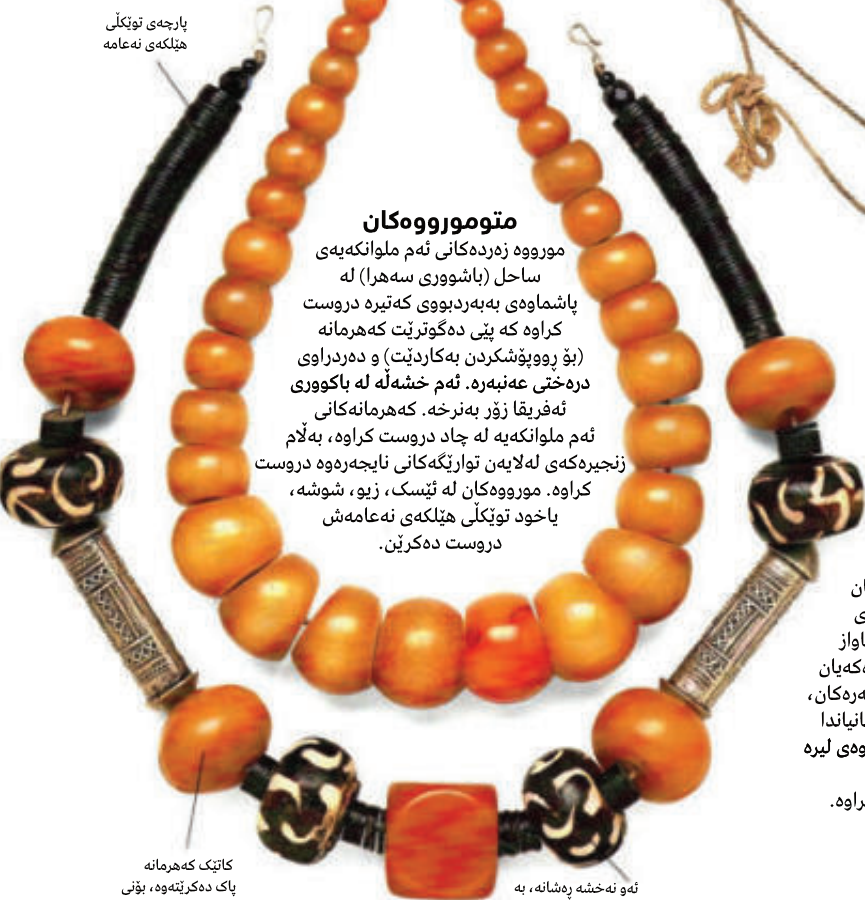 پارچەی توێکڵی
هێلکەی نەعامە
متوموورووەکان
مورووە زەردەکانی ئەم ملوانکەیەی
ساحل (باشووری سەهرا) لە
پاشماوەی بەبەردبووی کەتیرە دروست
کراوە کە پێی دەگوترێت کەهرمانە
(بۆ ڕووپۆشکردن بەکاردێت) و دەردراوی
درەختی عەنبەرە. ئەم خشەڵە لە باکووری
ئەفریقا زۆر بەنرخە. کەهرمانەکانی
ئەم ملوانکەیە لە چاد دروست کراوە، بەڵام
زنجیرەکەی لەلایەن توارێگەکانی نایجەرەوە دروست
کراوە. مورووەکان لە ئێسک، زیو، شوشە،
یاخود توێکڵی هێلکەی نەعامەش
دروست دەکرێن.
کاتێک کەهرمانە
پاک دەکرێتەوە، بۆنی
ئەو نەخشە ڕەشانە، بە